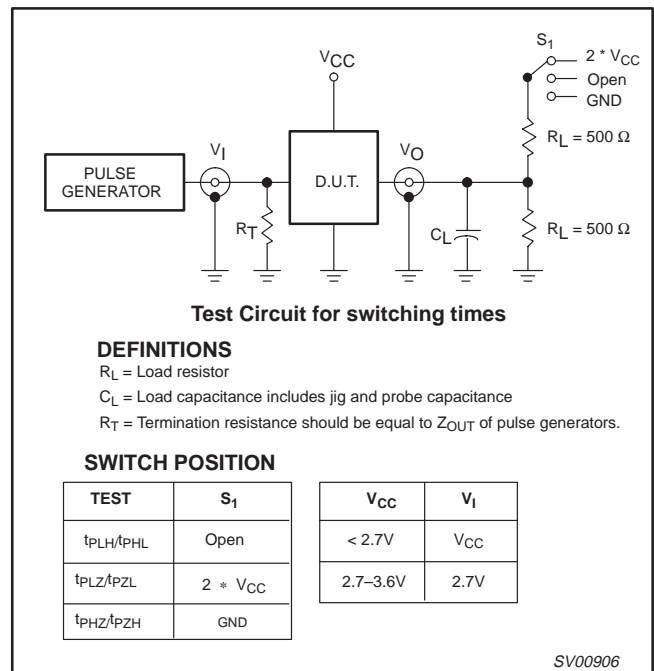 S1
2 * VCC
Open
GND
VCC
RL = 500 Ω
PULSE
GENERATOR
VI
D.U.T.
VO
RT
CL
RL = 500 Ω
Test Circuit for switching times
DEFINITIONS
RL = Load resistor
CL = Load capacitance includes jig and probe capacitance
RT = Termination resistance should be equal to ZOUT of pulse generators.
SWITCH POSITION
TEST S1
tPLH/tPHL Open
tPLZ/tPZL 2 * VCC
tPHZ/tPZH GND
VCC VI
< 2.7V VCC
2.7–3.6V 2.7V
SV00906